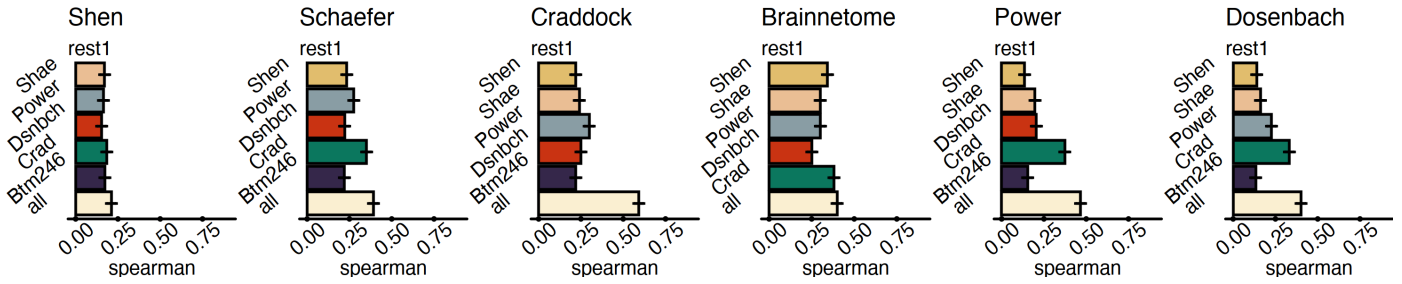 Shen
rest1
Shae
Power
Dsnbch
Crad
Btm246
all
0.00 0.25 0.50 0.75
spearman
Schaefer
rest1
Shen
Power
Dsnbch
Crad
Btm246
all
0.00 0.25 0.50 0.75
spearman
Craddock
rest1
Shen
Shae
Power
Dsnbch
Btm246
all
0.00 0.25 0.50 0.75
spearman
Brainnetome
rest1
Shen
Shae
Power
Dsnbch
Crad
all
0.00 0.25 0.50 0.75
spearman
Power
rest1
Shen
Shae
Dsnbch
Crad
Btm246
all
0.00 0.25 0.50 0.75
spearman
Dosenbach
rest1
Shen
Shae
Power
Crad
Btm246
all
0.00 0.25 0.50 0.75
spearman